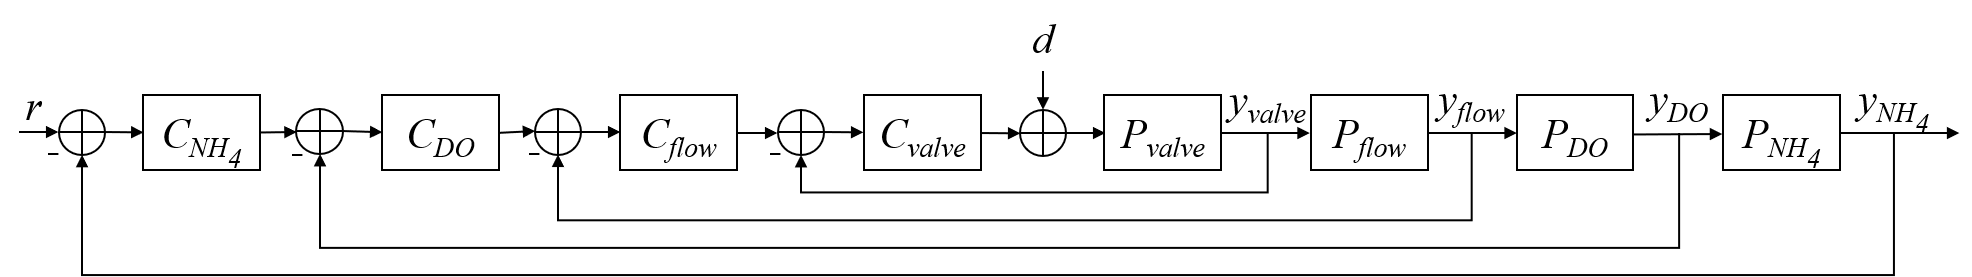 d
r
y_valve y_flow y_DO y_NH4
C_NH4 C_DO C_flow C_valve P_valve P_flow P_DO P_NH4
- - - -